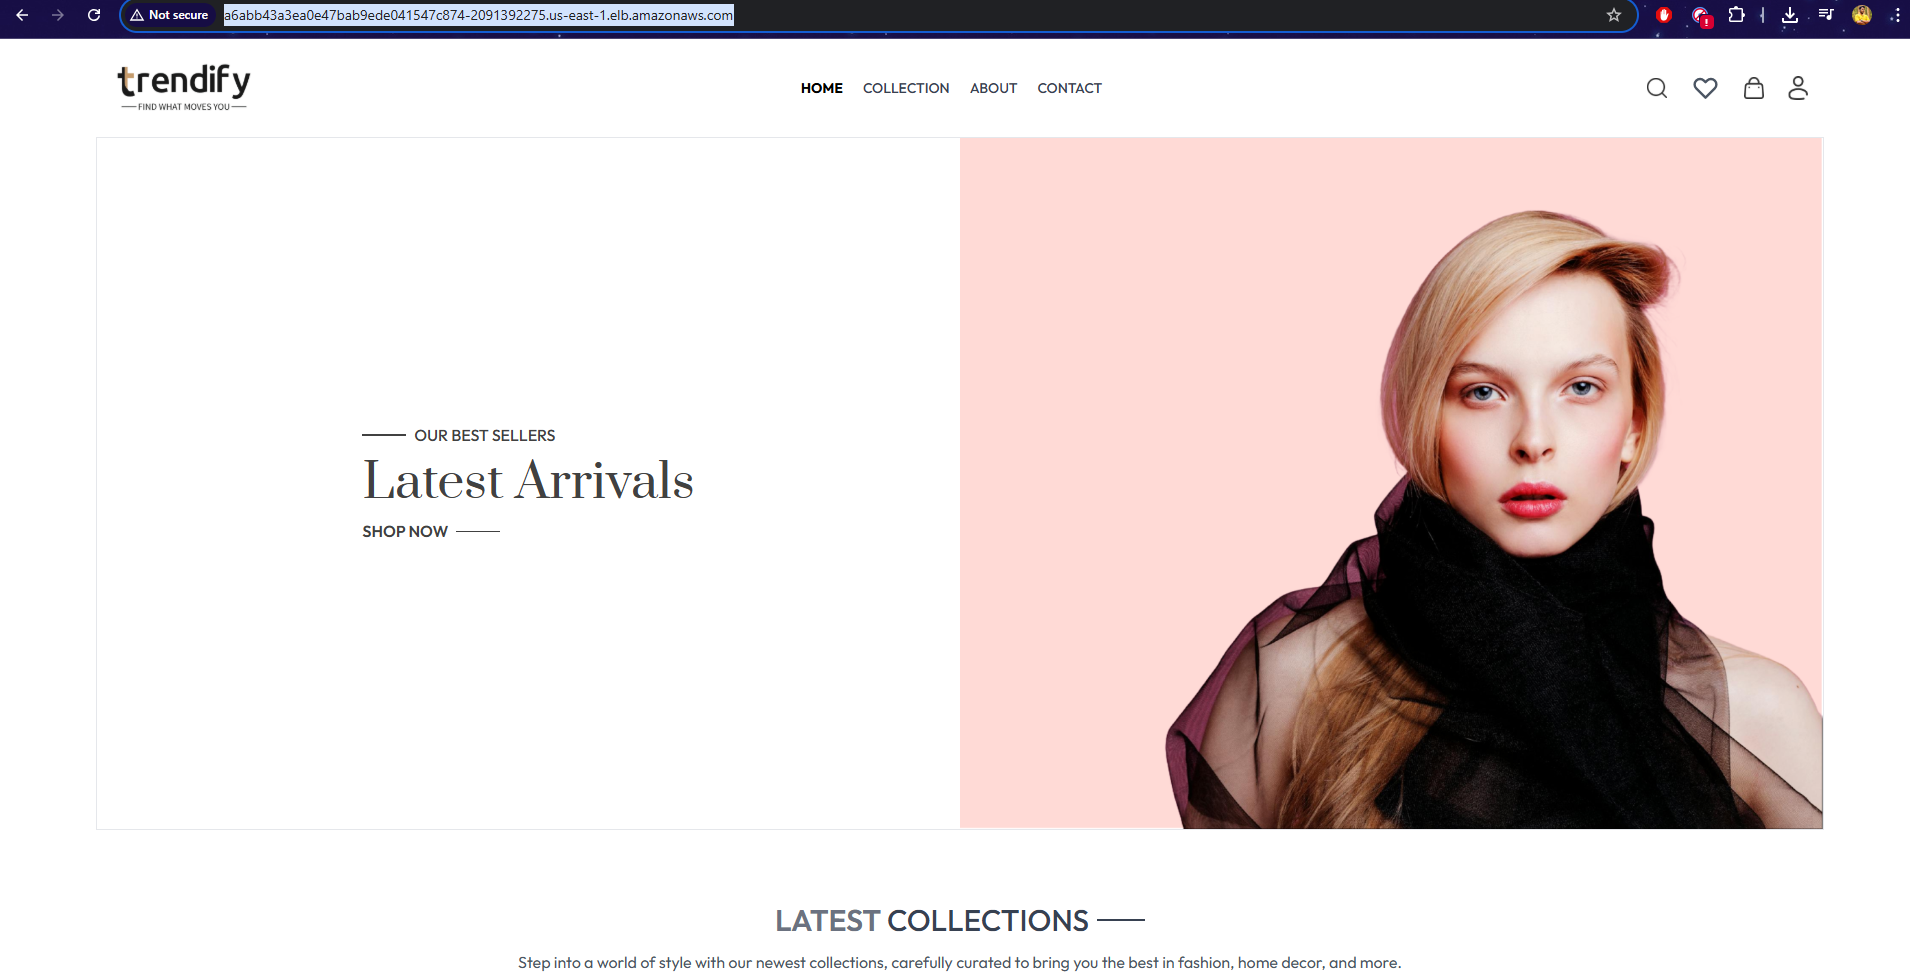 Not secure
a6abb43a3ea0e47bab9ede041547c874-2091392275.us-east-1.elb.amazonaws.com
trendify
FIND WHAT MOVES YOU
HOME COLLECTION ABOUT CONTACT
OUR BEST SELLERS
Latest Arrivals
SHOP NOW
LATEST COLLECTIONS
Step into a world of style with our newest collections, carefully curated to bring you the best in fashion, home decor, and more.